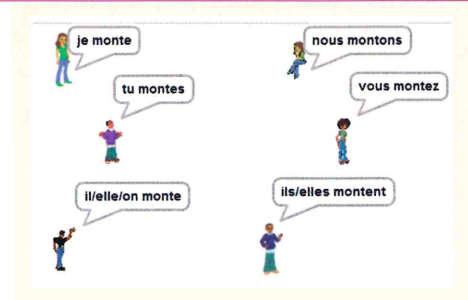 je monte
nous montons
tu montes
vous montez
il/elle/on monte
ils/elles montent